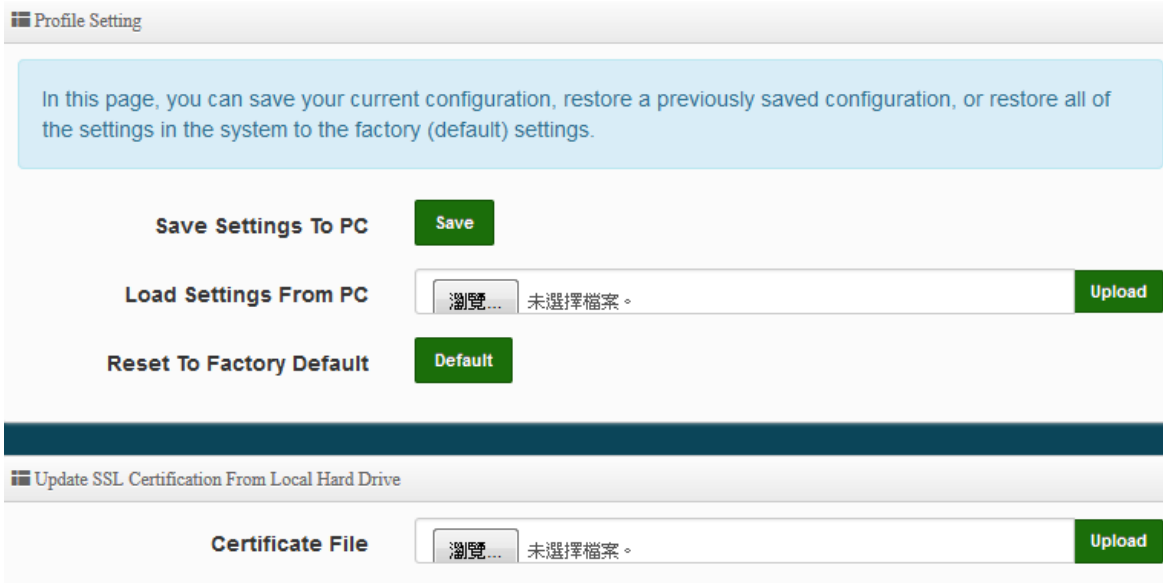 Profile Setting
In this page, you can save your current configuration, restore a previously saved configuration, or restore all of
the settings in the system to the factory (default) settings.
Save Settings To PC Save
Load Settings From PC 瀏覽... 未選擇檔案。 Upload
Reset To Factory Default Default
Update SSL Certification From Local Hard Drive
Certificate File 瀏覽... 未選擇檔案。 Upload